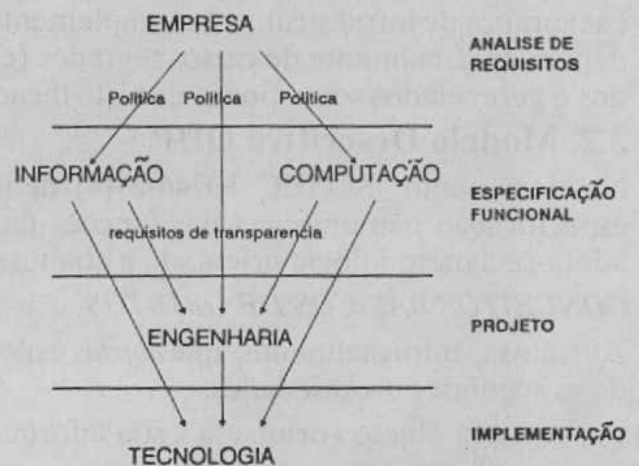 EMPRESA
ANALISE DE
REQUISITOS
Política Política Política
INFORMAÇÃO COMPUTAÇÃO
ESPECIFICAÇÃO
FUNCIONAL
requisitos de transparencia
ENGENHARIA
PROJETO
IMPLEMENTAÇÃO
TECNOLOGIA